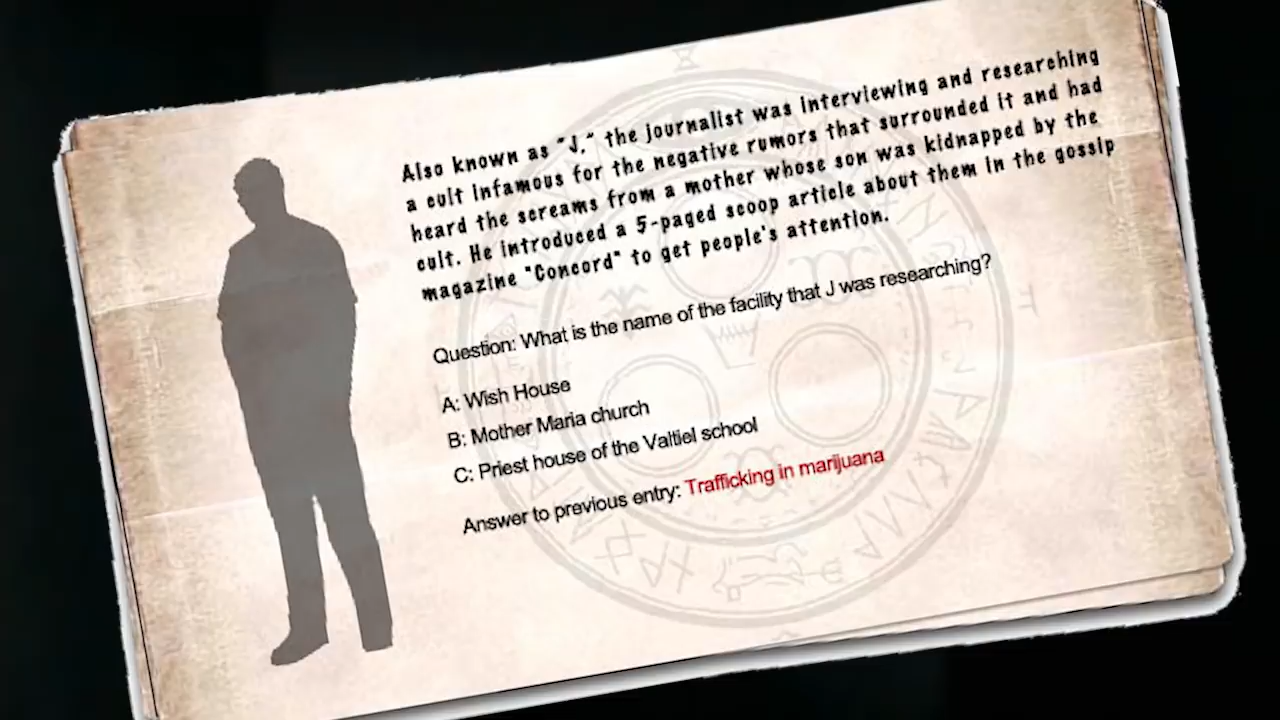 Also known as "J," the journalist was interviewing and researching
a cult infamous for the negative rumors that surrounded it and had
heard the screams from a mother whose son was kidnapped by the
cult. He introduced a 5-paged scoop article about them in the gossip
magazine "Concord" to get people's attention.
Question: What is the name of the facility that J was researching?
A: Wish House
B: Mother Maria church
C: Priest house of the Valtiel school
Answer to previous entry: Trafficking in marijuana